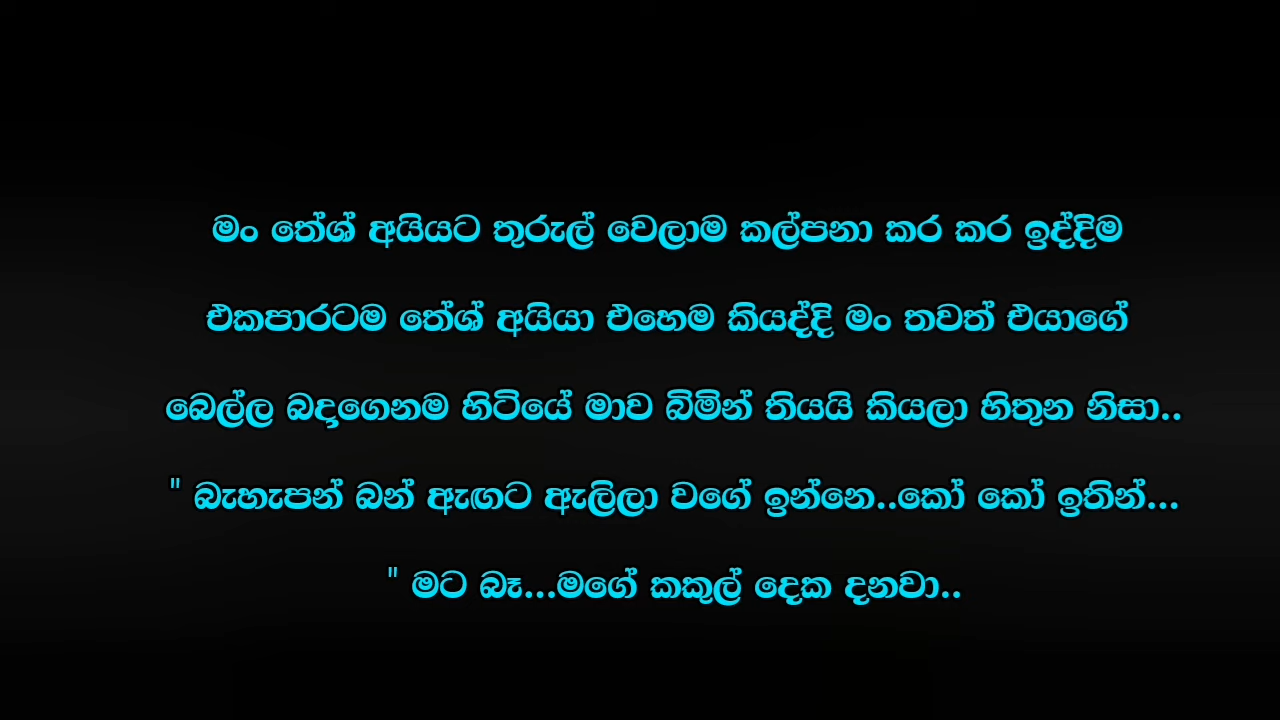 මං තේශ් අයියට තුරුල් වෙලාම කල්පනා කර කර ඉද්දිම
එකපාරටම තේශ් අයියා එහෙම කියද්දි මං තවත් එයාගේ
බෙල්ල බදාගෙනම හිටියේ මාව බිමින් තියයි කියලා හිතුන නිසා..
" බැහැපන් බන් ඇඟට ඇලිලා වගේ ඉන්නෙ..කෝ කෝ ඉතින්...
" මට බෑ...මගේ කකුල් දෙක දනවා..